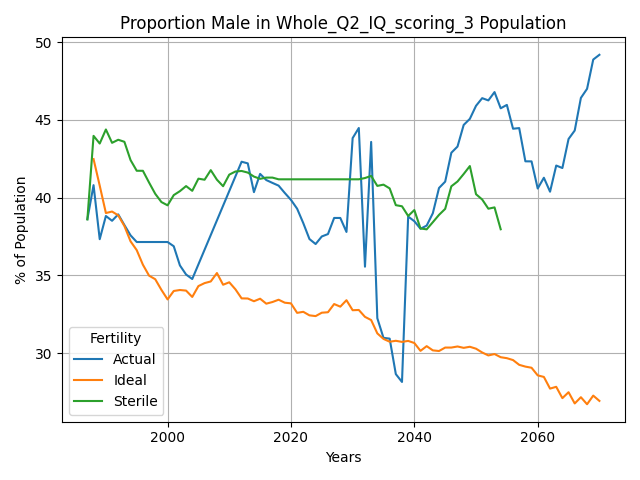 Proportion Male in Whole_Q2_IQ_scoring_3 Population
% of Population
50
45
40
35
30
Fertility
Actual
Ideal
Sterile
2000
2020
2040
2060
Years